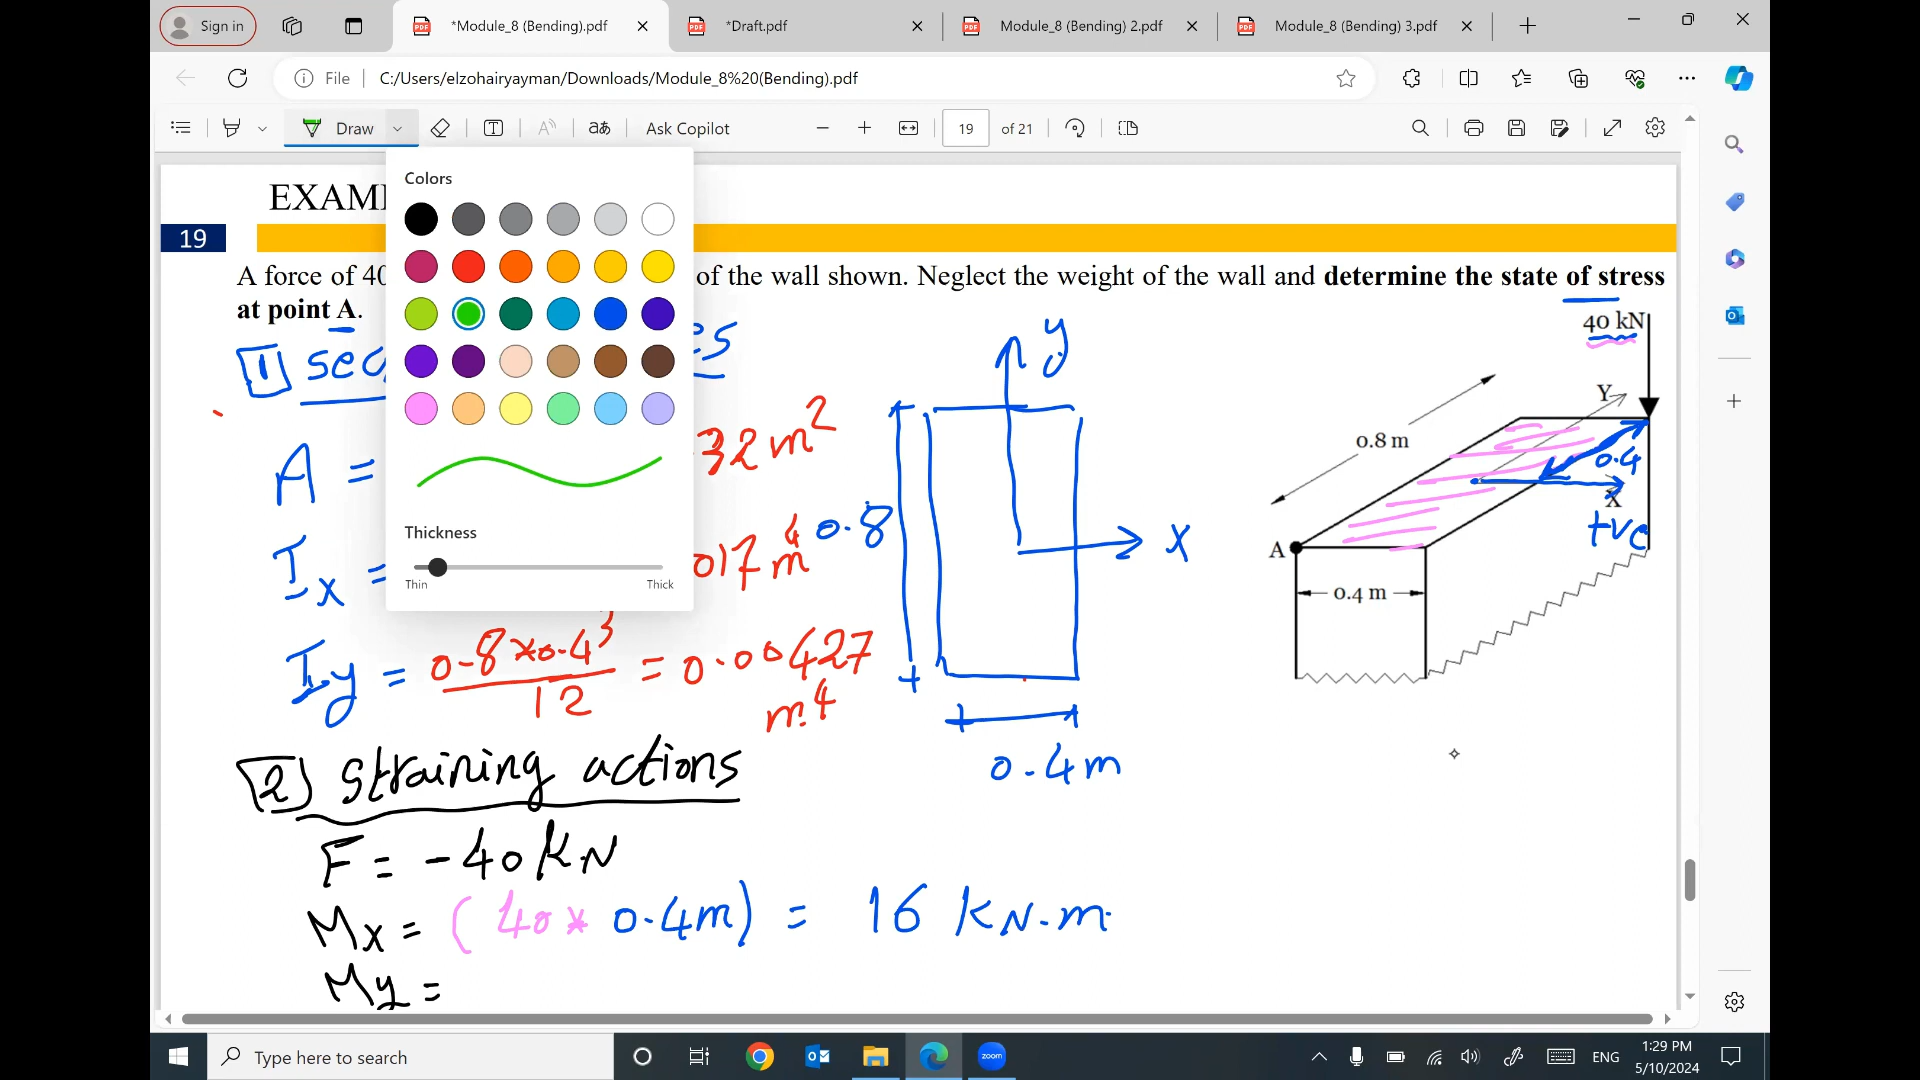 Sign in
*Module_8 (Bending).pdf
*Draft.pdf
Module_8 (Bending) 2.pdf
Module_8 (Bending) 3.pdf
File
C:/Users/elzohairyayman/Downloads/Module_8%20(Bending).pdf
Draw
aあ
Ask Copilot
19
of 21
EXAM
19
A force of 40 of the wall shown. Neglect the weight of the wall and determine the state of stress
at point A.
Colors
Thickness
Thin
Thick
1 sec es
A = 32 m²
Ix = 017 m⁴
Iy = 0.8*0.4³ / 12 = 0.00427
m⁴
y
0.8
x
0.4 m
40 kN
Y
0.8 m
0.4
X
+ve
A
0.4 m
2 straining actions
F = -40 kN
Mx = (40 * 0.4m) = 16 kN.m
My =
Type here to search
zoom
ENG
1:29 PM
5/10/2024